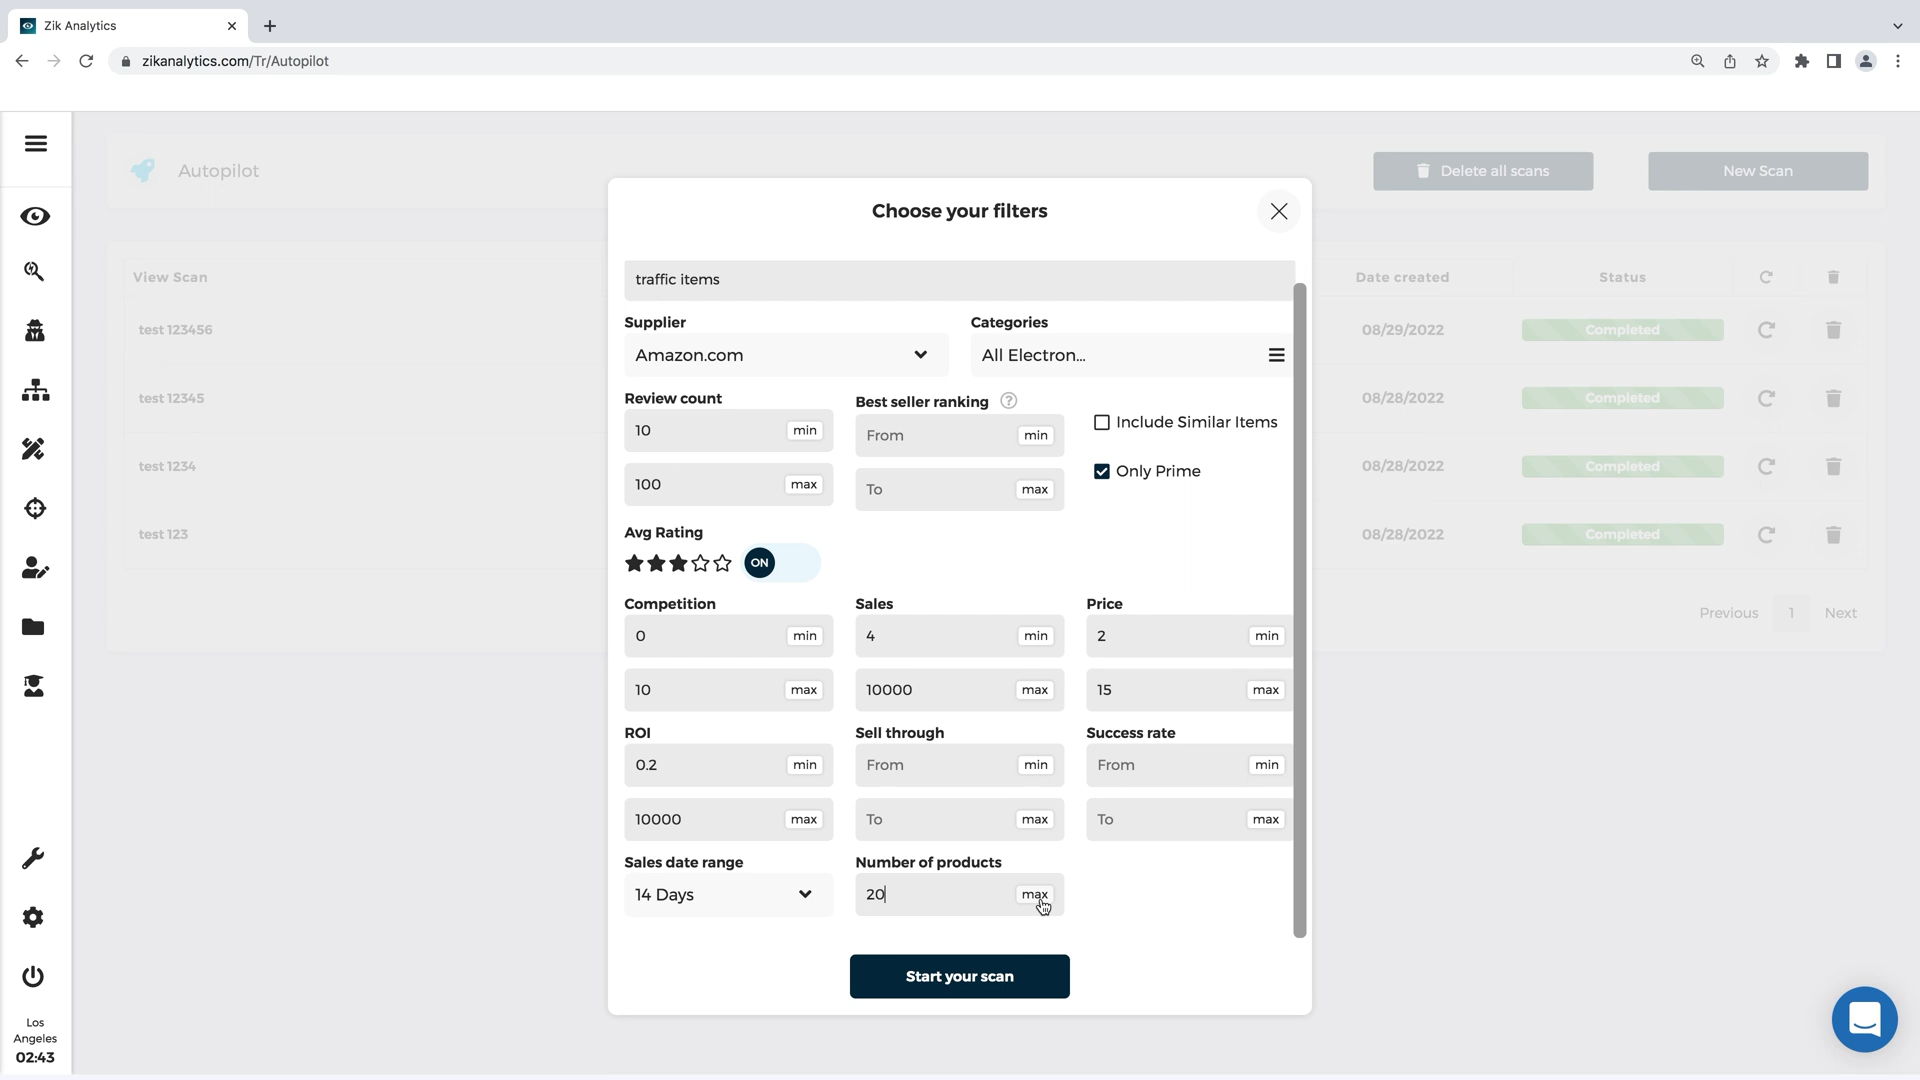 Zik Analytics
zikanalytics.com/Tr/Autopilot
Autopilot
Delete all scans
New Scan
Choose your filters
View Scan
Date created
Status
traffic items
test 123456
08/29/2022
Completed
test 12345
08/28/2022
Completed
test 1234
08/28/2022
Completed
test 123
08/28/2022
Completed
Previous 1 Next
Supplier
Categories
Amazon.com
All Electron...
Review count
Best seller ranking ?
10 min
From min
Include Similar Items
100 max
To max
Only Prime
Avg Rating
ON
Competition
Sales
Price
0 min
4 min
2 min
10 max
10000 max
15 max
ROI
Sell through
Success rate
0.2 min
From min
From min
10000 max
To max
To max
Sales date range
Number of products
14 Days
20 max
Start your scan
Los
Angeles
02:43